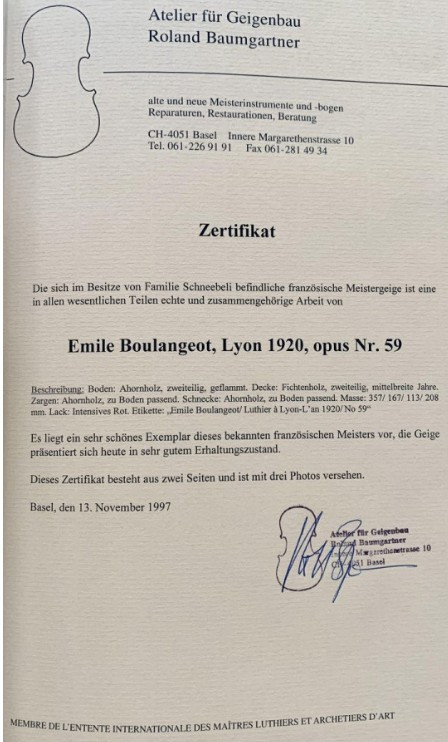 Atelier für Geigenbau
Roland Baumgartner
alte und neue Meisterinstrumente und -bogen
Reparaturen, Restaurationen, Beratung
CH-4051 Basel Innere Margarethenstrasse 10
Tel. 061-226 91 91 Fax 061-281 49 34
Zertifikat
Die sich im Besitze von Familie Schneebeli befindliche französische Meistergeige ist eine
in allen wesentlichen Teilen echte und zusammengehörige Arbeit von
Emile Boulangeot, Lyon 1920, opus Nr. 59
Beschreibung: Boden: Ahornholz, zweiteilig, geflammt. Decke: Fichtenholz, zweiteilig, mittelbreite Jahre.
Zargen: Ahornholz, zu Boden passend. Schnecke: Ahornholz, zu Boden passend. Masse: 357/ 167/ 113/ 208
mm. Lack: Intensives Rot. Etikette: „Emile Boulangeot/ Luthier à Lyon-L'an 1920/ No 59“
Es liegt ein sehr schönes Exemplar dieses bekannten französischen Meisters vor, die Geige
präsentiert sich heute in sehr gutem Erhaltungszustand.
Dieses Zertifikat besteht aus zwei Seiten und ist mit drei Photos versehen.
Basel, den 13. November 1997
Atelier für Geigenbau
Roland Baumgartner
Innere Margarethenstrasse 10
CH-4051 Basel
MEMBRE DE L'ENTENTE INTERNATIONALE DES MAÎTRES LUTHIERS ET ARCHETIERS D'ART